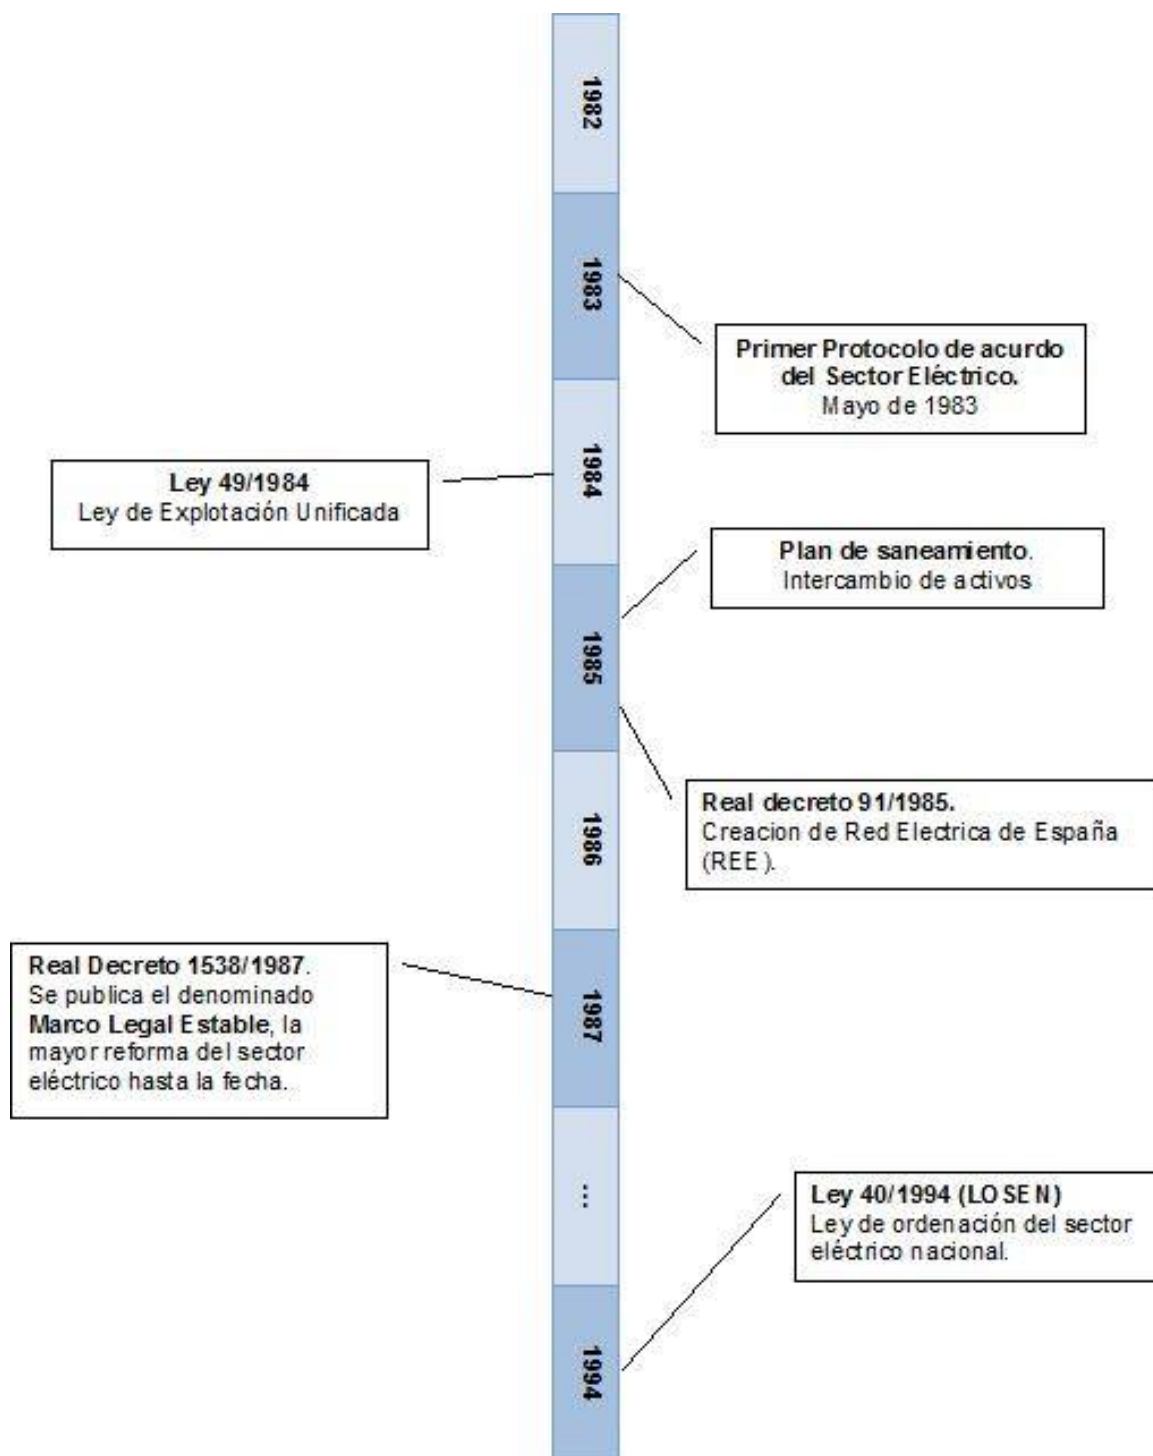 1982
1983
Primer Protocolo de acurdo
del Sector Eléctrico.
Mayo de 1983
1984
Ley 49/1984
Ley de Explotación Unificada
Plan de saneamiento.
Intercambio de activos
1985
Real decreto 91/1985.
Creacion de Red Electrica de España
(REE).
1986
Real Decreto 1538/1987.
Se publica el denominado
Marco Legal Estable, la
mayor reforma del sector
eléctrico hasta la fecha.
1987
...
Ley 40/1994 (LOSEN)
Ley de ordenación del sector
eléctrico nacional.
1994